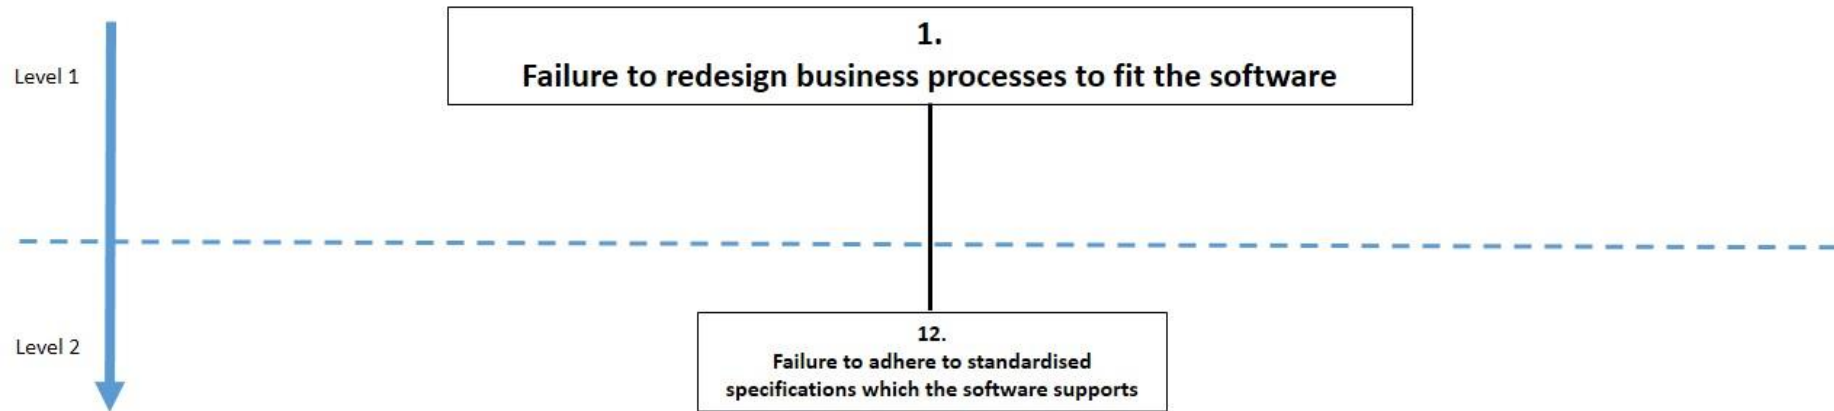 1.
Failure to redesign business processes to fit the software
Level 1
12.
Failure to adhere to standardised
specifications which the software supports
Level 2